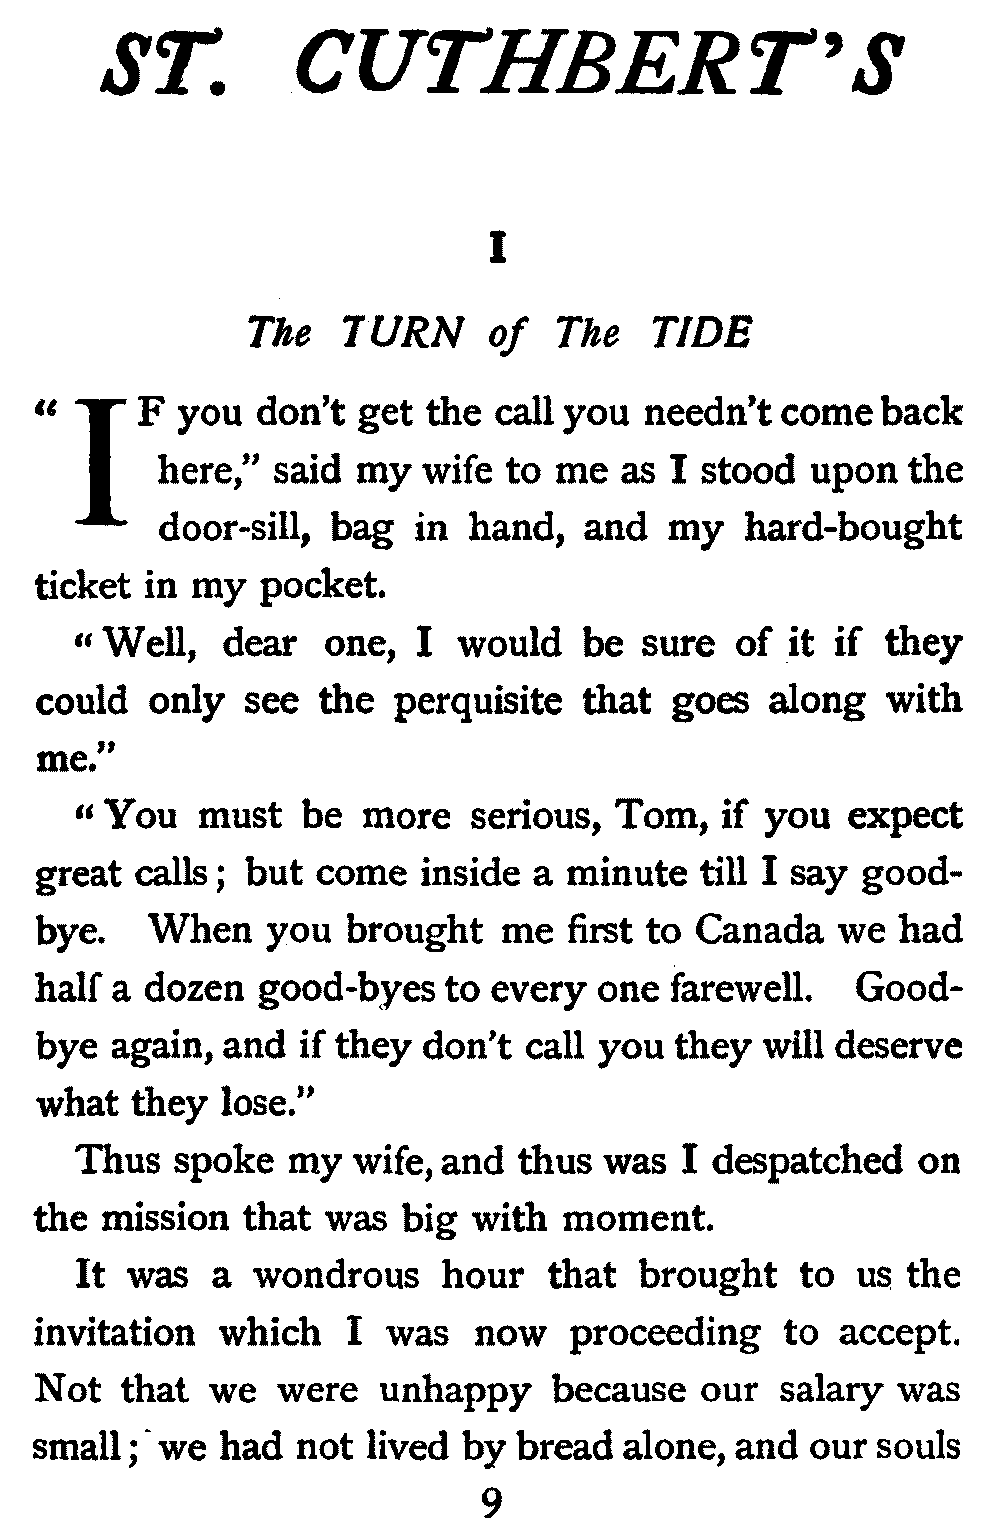 ST. CUTHBERT'S
I
The TURN of The TIDE
“IF you don't get the call you needn't come back
here,” said my wife to me as I stood upon the
door-sill, bag in hand, and my hard-bought
ticket in my pocket.
“Well, dear one, I would be sure of it if they
could only see the perquisite that goes along with
me.”
“You must be more serious, Tom, if you expect
great calls; but come inside a minute till I say good-
bye. When you brought me first to Canada we had
half a dozen good-byes to every one farewell. Good-
bye again, and if they don't call you they will deserve
what they lose.”
Thus spoke my wife, and thus was I despatched on
the mission that was big with moment.
It was a wondrous hour that brought to us the
invitation which I was now proceeding to accept.
Not that we were unhappy because our salary was
small; we had not lived by bread alone, and our souls
9